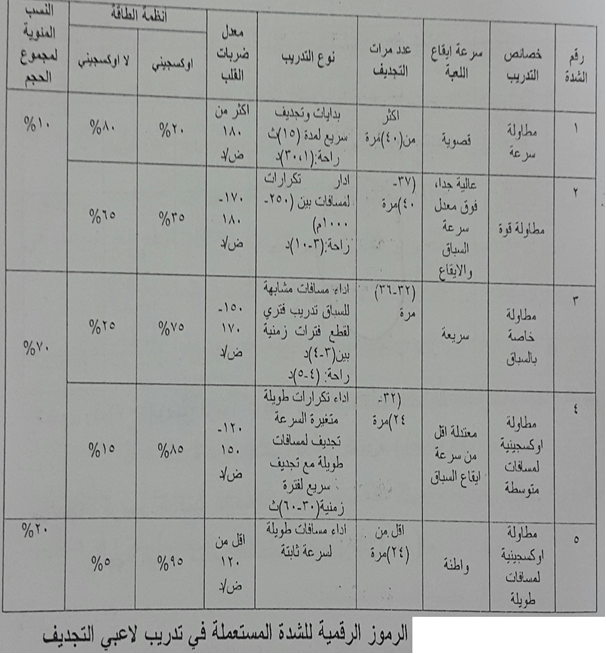 رقم الشدة
خصائص التدريب
سرعة ايقاع اللعبة
عدد مرات التجديف
نوع التدريب
معدل ضربات القلب
انظمة الطاقة
اوكسجيني
لا اوكسجيني
النسب المئوية لمجموع الحجم
١
مطاولة سرعة
قصوية
اكثر من(٤٠)مرة
بدايات وتجديف
سريع لمدة (١٥)ث
راحة:(٣٠،١)د
اكثر من
١٨٠
ض/د
%٢٠
%٨٠
%١٠
٢
مطاولة قوة
عالية جداً،
فوق معدل
سرعة
السباق
والايقاع
(٣٧-
٤٠)مرة
ادار تكرارات
لمسافات بين (٢٥٠-
١٠٠٠م)
راحة:(٣-١٠)د
١٧٠-
١٨٠
ض/د
%٣٥
%٦٥
٣
مطاولة
خاصة
بالسباق
سريعة
(٣٢-٣٦)
مرة
اداء مسافات مشابهة
للسباق تدريب فتري
لقطع فترات زمنية
بين(٣-٤)د
راحة: (٤-٥)د
١٥٠-
١٧٠
ض/د
%٧٥
%٢٥
%٧٠
٤
مطاولة
اوكسجينية
لمسافات
متوسطة
معتدلة اقل
من سرعة
ايقاع السباق
(٣٢-
٢٤)مرة
اداء تكرارات طويلة
متغيرة السرعة
تجديف لمسافات
طويلة مع تجديف
سريع لفترة
زمنية(٣٠-٦٠)ث
١٢٠-
١٥٠
ض/د
%٨٥
%١٥
٥
مطاولة
اوكسجينية
لمسافات
طويلة
واطئة
اقل من
(٢٤)مرة
اداء مسافات طويلة
لسرعة ثابتة
اقل من
١٢٠
ض/د
%٩٥
%٥
%٢٠
الرموز الرقمية للشدة المستعملة في تدريب لاعبي التجديف